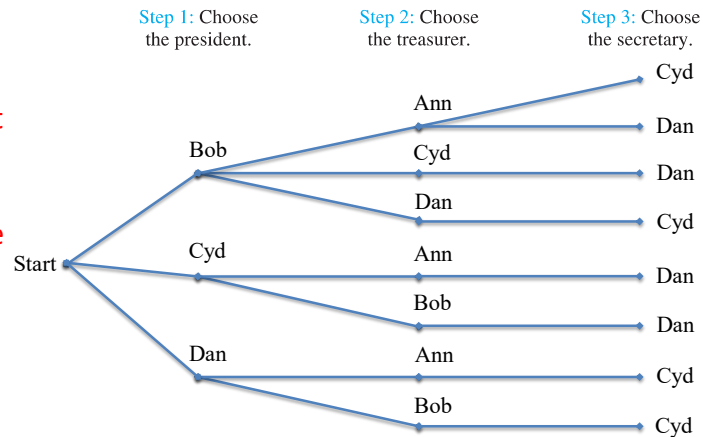 Step 1: Choose
the president.
Step 2: Choose
the treasurer.
Step 3: Choose
the secretary.
Cyd
Ann
t
Dan
Bob
Cyd
Dan
Dan
Cyd
e
Start
Cyd
Ann
Dan
Bob
Dan
Dan
Ann
Cyd
Bob
Cyd